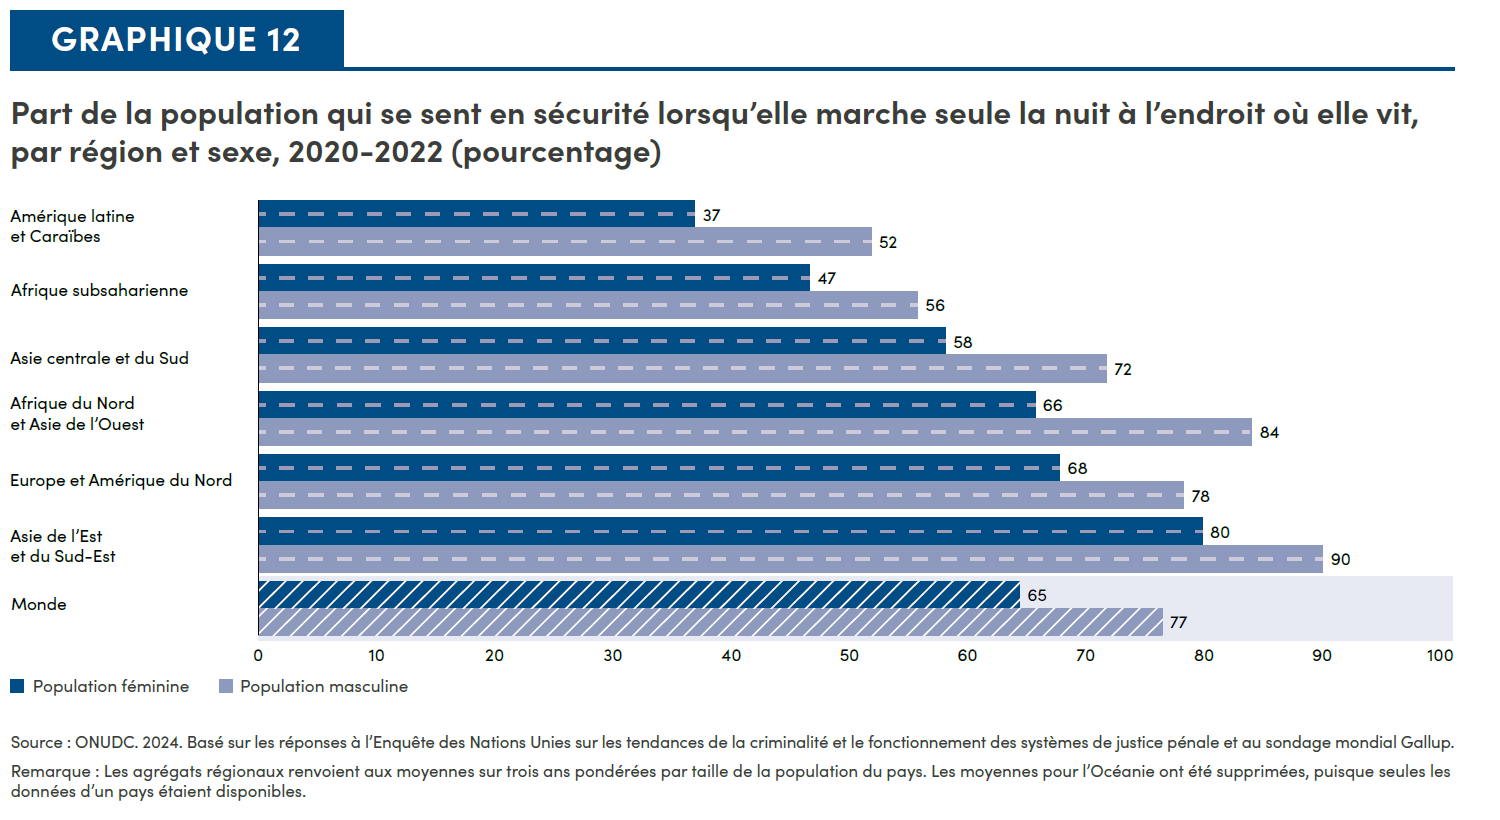 GRAPHIQUE 12
Part de la population qui se sent en sécurité lorsqu’elle marche seule la nuit à l’endroit où elle vit,
par région et sexe, 2020-2022 (pourcentage)
Amérique latine
et Caraïbes
37
52
Afrique subsaharienne
47
56
Asie centrale et du Sud
58
72
Afrique du Nord
et Asie de l’Ouest
66
84
Europe et Amérique du Nord
68
78
Asie de l’Est
et du Sud-Est
80
90
Monde
65
77
0 10 20 30 40 50 60 70 80 90 100
Population féminine Population masculine
Source : ONUDC. 2024. Basé sur les réponses à l’Enquête des Nations Unies sur les tendances de la criminalité et le fonctionnement des systèmes de justice pénale et au sondage mondial Gallup.
Remarque : Les agrégats régionaux renvoient aux moyennes sur trois ans pondérées par taille de la population du pays. Les moyennes pour l’Océanie ont été supprimées, puisque seules les
données d’un pays étaient disponibles.